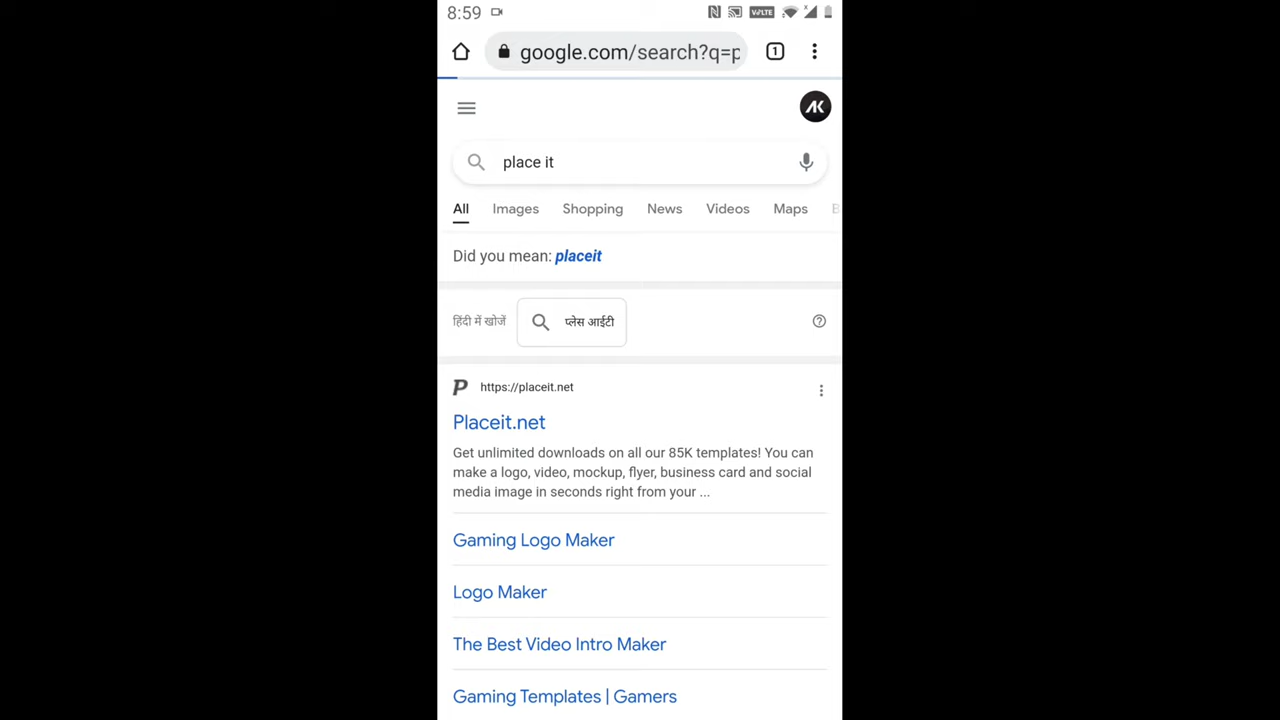 8:59 VoLTE
google.com/search?q=p 1
AK
place it
All Images Shopping News Videos Maps B
Did you mean: placeit
हिंदी में खोजें प्लेस आईटी
P https://placeit.net
Placeit.net
Get unlimited downloads on all our 85K templates! You can
make a logo, video, mockup, flyer, business card and social
media image in seconds right from your ...
Gaming Logo Maker
Logo Maker
The Best Video Intro Maker
Gaming Templates | Gamers